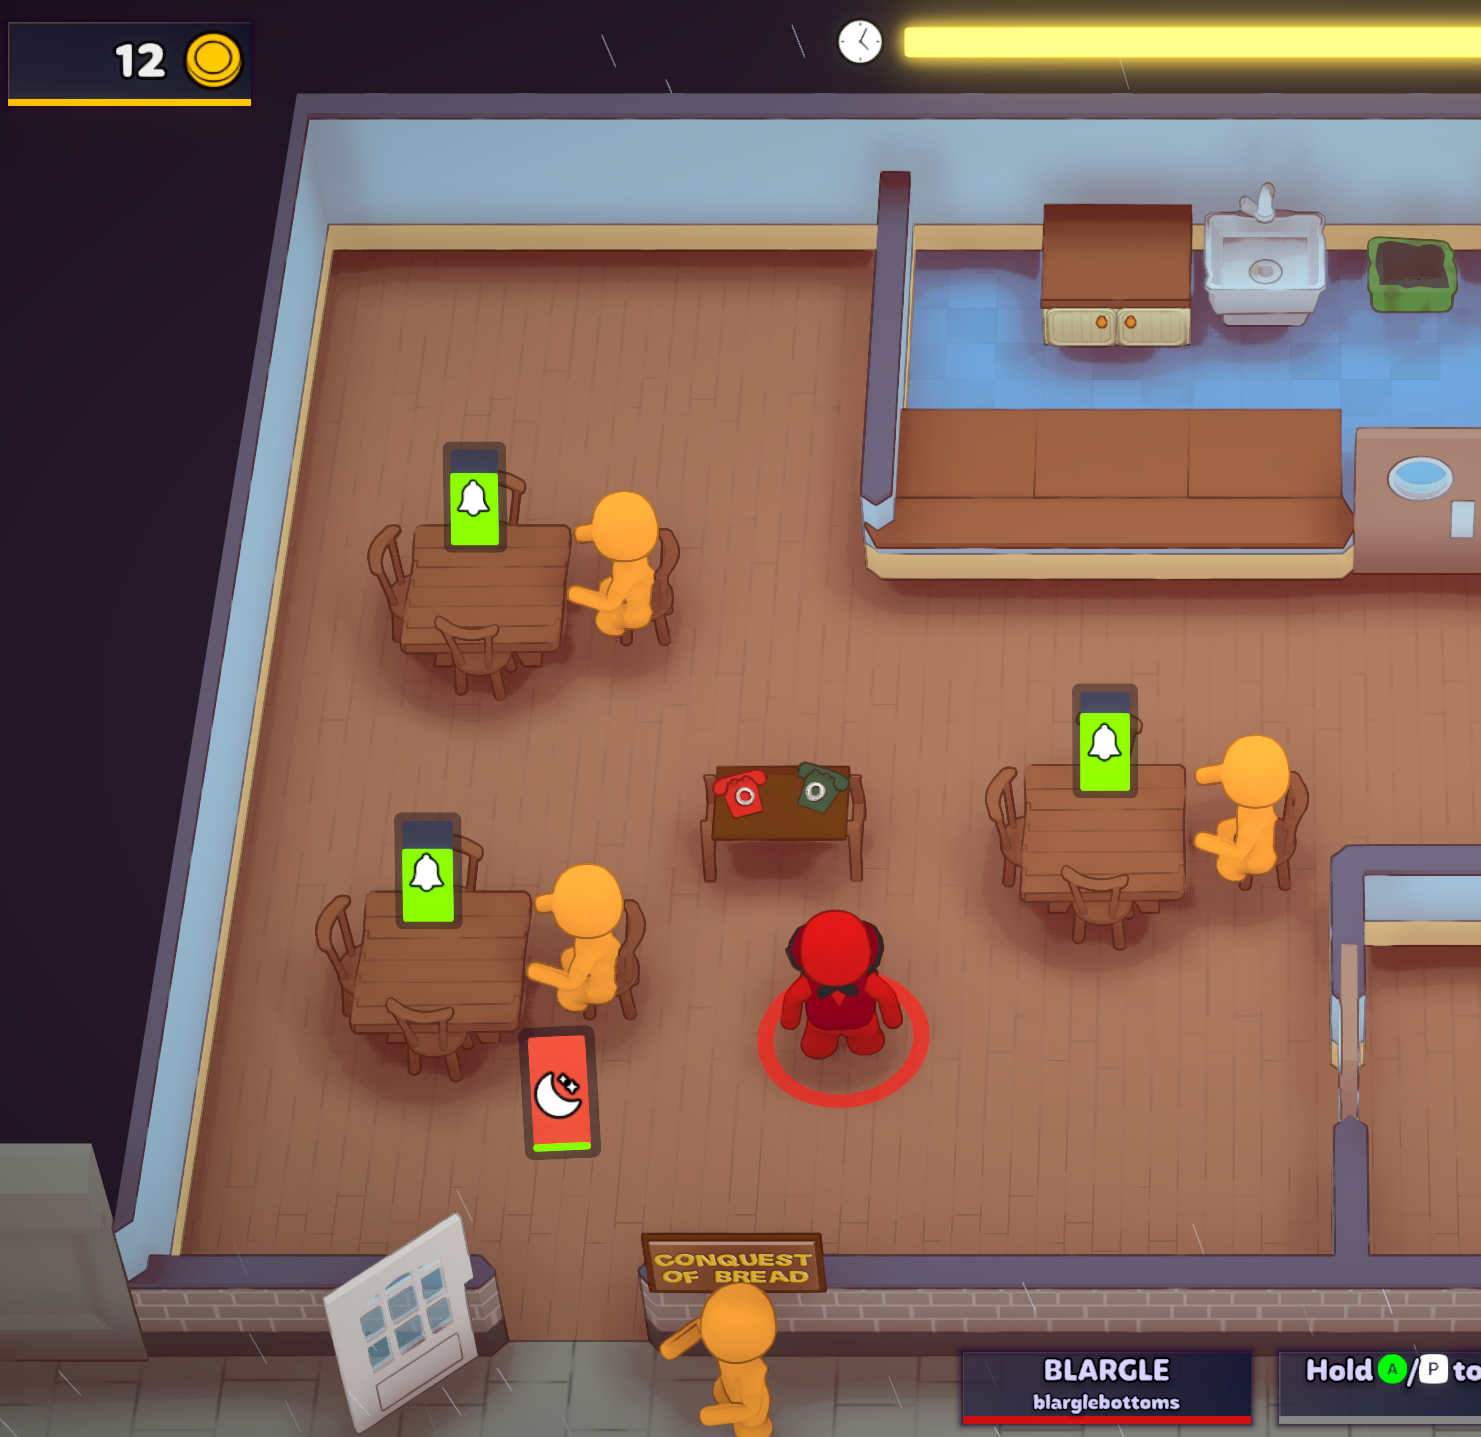 12
CONQUEST
OF BREAD
BLARGLE
blarglebottoms
Hold A/P to